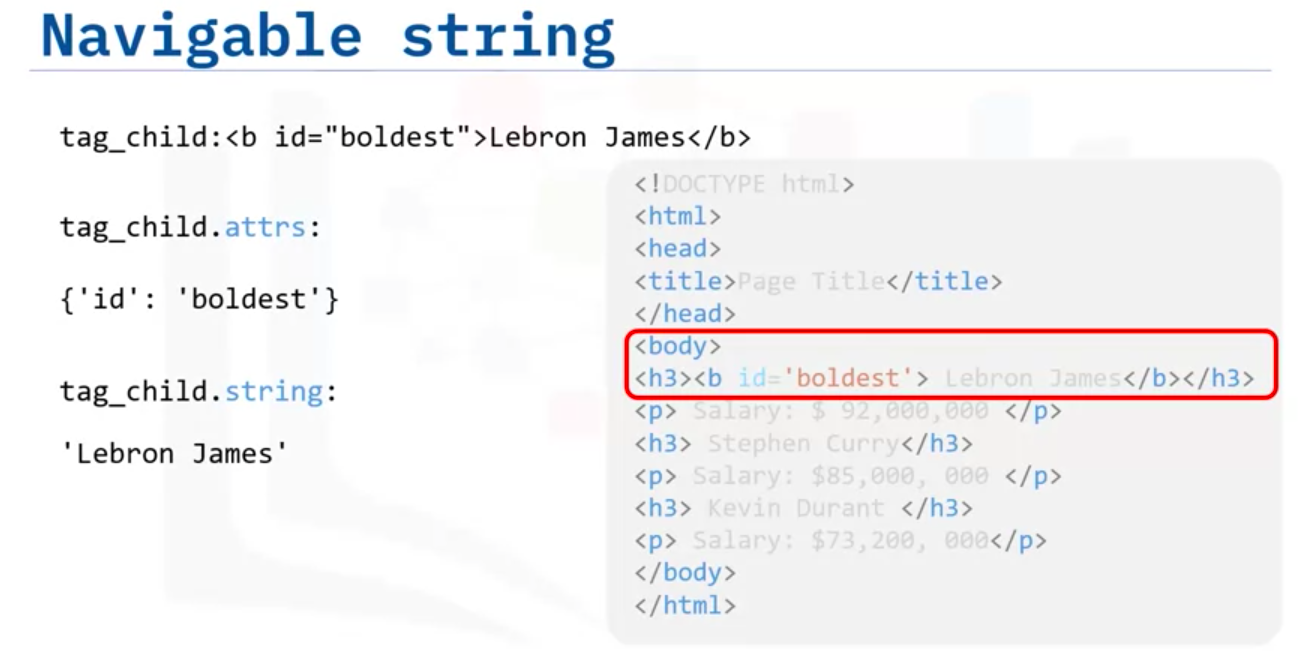 Navigable string
tag_child:<b id="boldest">Lebron James</b>
tag_child.attrs:
{'id': 'boldest'}
tag_child.string:
'Lebron James'
<!DOCTYPE html>
<html>
<head>
<title>Page Title</title>
</head>
<body>
<h3><b id='boldest'> Lebron James</b></h3>
<p> Salary: $ 92,000,000 </p>
<h3> Stephen Curry</h3>
<p> Salary: $85,000, 000 </p>
<h3> Kevin Durant </h3>
<p> Salary: $73,200, 000</p>
</body>
</html>